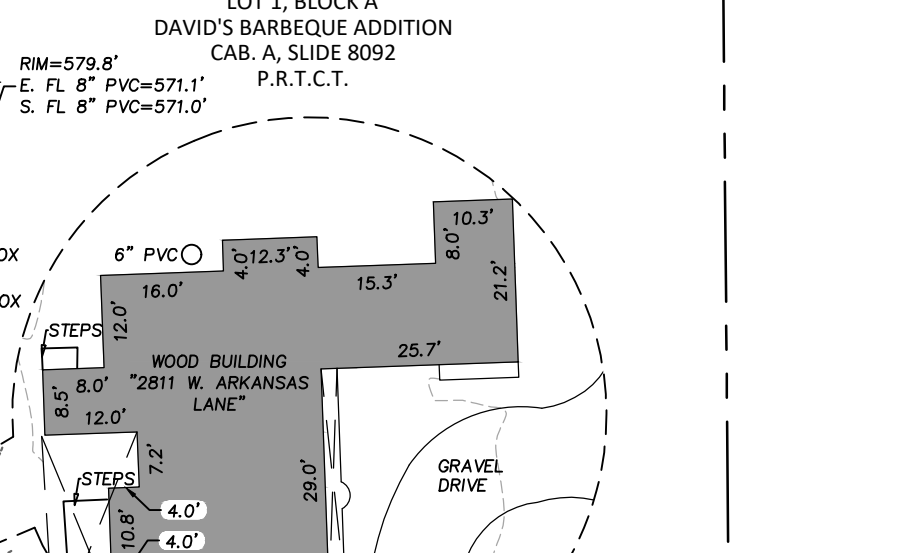 LOT 1, BLOCK A
DAVID'S BARBEQUE ADDITION
CAB. A, SLIDE 8092
P.R.T.C.T.
RIM=579.8'
E. FL 8" PVC=571.1'
S. FL 8" PVC=571.0'
10.3'
8.0'
21.2'
6" PVC
4.0'
12.3'
4.0'
16.0'
15.3'
OX
OX
12.0'
STEPS
25.7'
WOOD BUILDING
"2811 W. ARKANSAS
LANE"
8.0'
8.5'
12.0'
7.2'
29.0'
GRAVEL
DRIVE
STEPS
4.0'
10.8'
4.0'